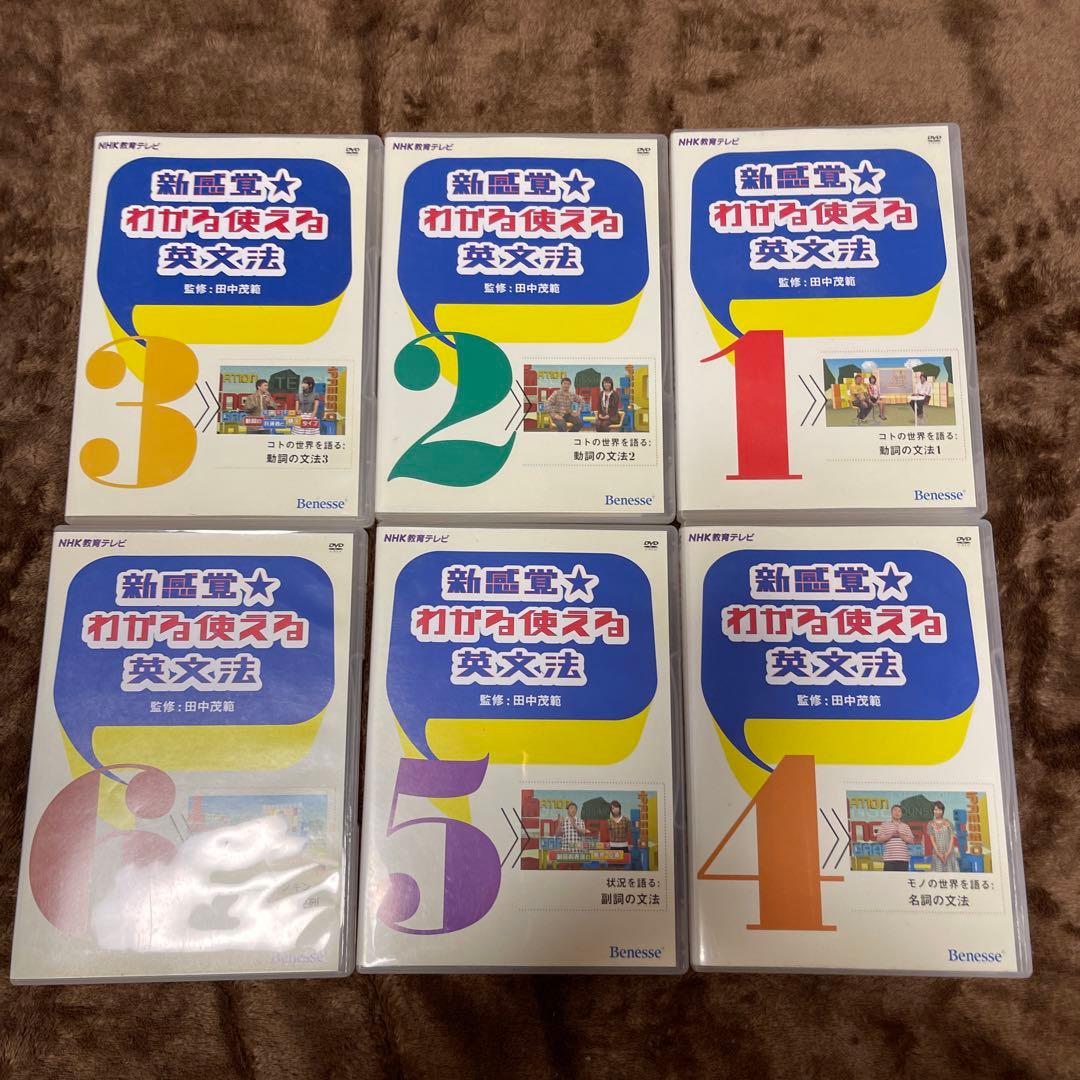 NHK教育テレビ
DVD
新感覚☆
わかる使える
英文法
監修：田中茂範
3
コトの世界を語る：
動詞の文法3
Benesse
NHK教育テレビ
DVD
新感覚☆
わかる使える
英文法
監修：田中茂範
2
コトの世界を語る：
動詞の文法2
Benesse
NHK教育テレビ
DVD
新感覚☆
わかる使える
英文法
監修：田中茂範
1
コトの世界を語る：
動詞の文法1
Benesse
NHK教育テレビ
DVD
新感覚☆
わかる使える
英文法
監修：田中茂範
6
Benesse
NHK教育テレビ
DVD
新感覚☆
わかる使える
英文法
監修：田中茂範
5
状況を語る：
副詞の文法
Benesse
NHK教育テレビ
DVD
新感覚☆
わかる使える
英文法
監修：田中茂範
4
モノの世界を語る：
名詞の文法
Benesse